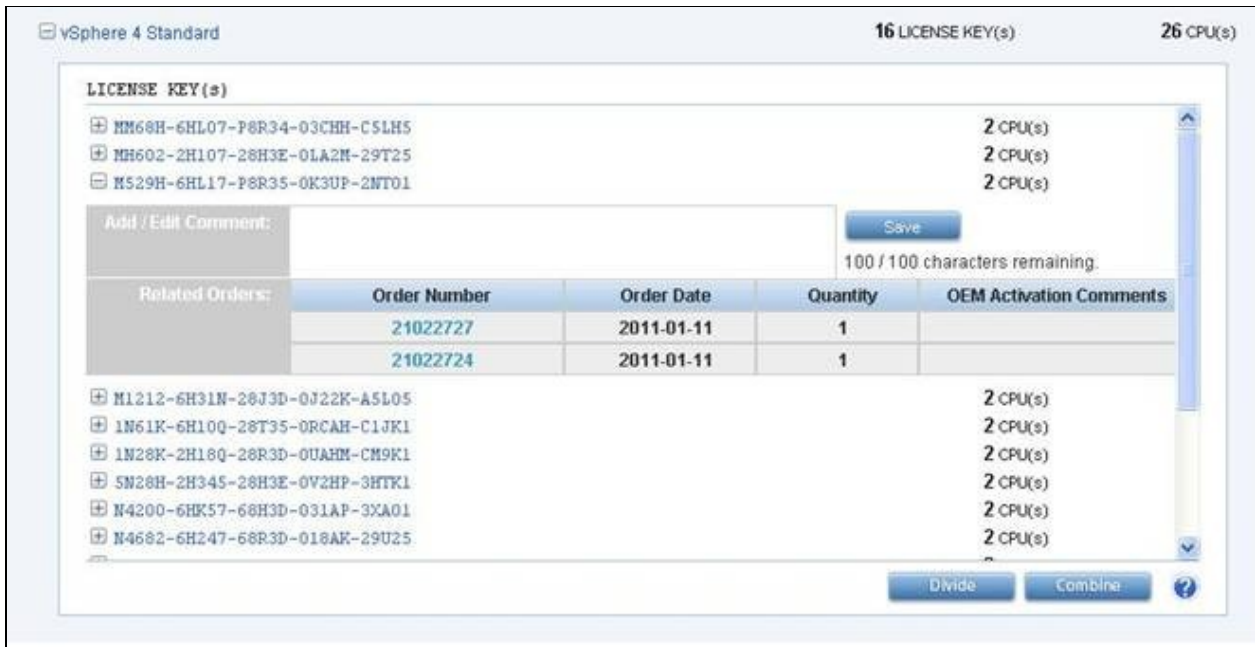 vSphere 4 Standard 16 LICENSE KEY(s) 26 CPU(s)
LICENSE KEY(s)
MM68H-6HL07-P8R34-03CHH-C5LH5 2 CPU(s)
MH602-2H107-28H3E-0LA2M-29T25 2 CPU(s)
M529H-6HL17-P8R35-0K3UP-2NT01 2 CPU(s)
Add / Edit Comment: Save
100 / 100 characters remaining.
Related Orders: Order Number Order Date Quantity OEM Activation Comments
21022727 2011-01-11 1
21022724 2011-01-11 1
M1212-6H31N-28J3D-0J22K-A5L05 2 CPU(s)
1N61K-6H10Q-28T35-0RCAH-C1JK1 2 CPU(s)
1N28K-2H18Q-28R3D-0UAHM-CM9K1 2 CPU(s)
5N28H-2H345-28H3E-0V2HP-3HTK1 2 CPU(s)
N4200-6HK57-68H3D-031AP-3XA01 2 CPU(s)
N4682-6H247-68R3D-018AK-29U25 2 CPU(s)
Divide Combine ?